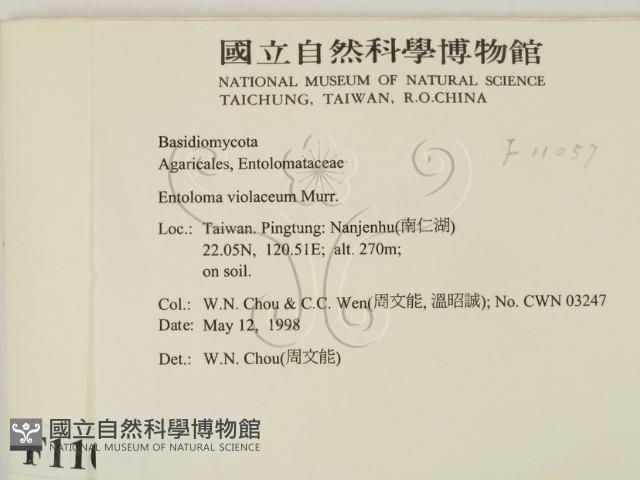 國立自然科學博物館
NATIONAL MUSEUM OF NATURAL SCIENCE
TAICHUNG, TAIWAN, R.O.CHINA
F 11057
Basidiomycota
Agaricales, Entolomataceae
Entoloma violaceum Murr.
Loc.: Taiwan. Pingtung: Nanjenhu(南仁湖)
22.05N, 120.51E; alt. 270m;
on soil.
Col.: W.N. Chou & C.C. Wen(周文能, 溫昭誠); No. CWN 03247
Date: May 12, 1998
Det.: W.N. Chou(周文能)
國立自然科學博物館
NATIONAL MUSEUM OF NATURAL SCIENCE